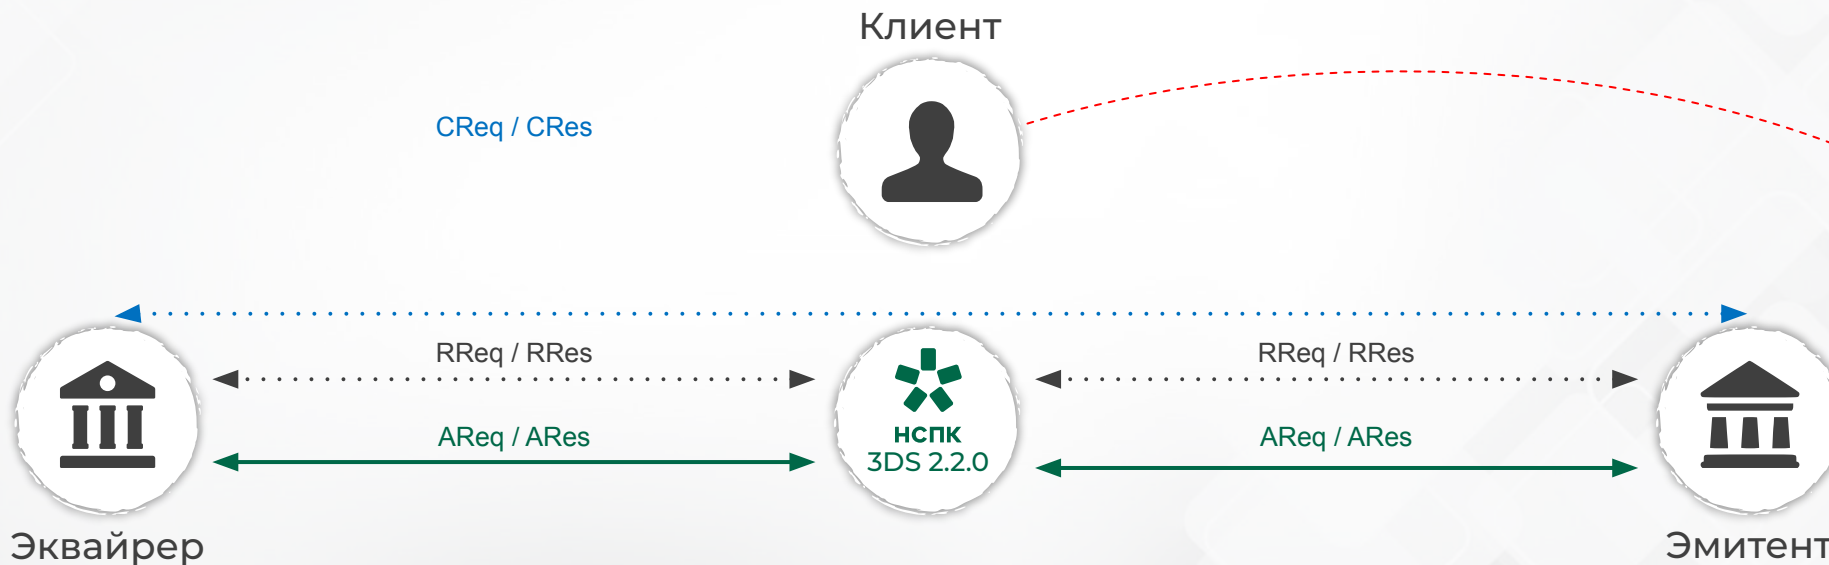 Клиент
CReq / CRes
RReq / RRes
RReq / RRes
AReq / ARes
НСПК
3DS 2.2.0
AReq / ARes
Эквайрер
Эмитент